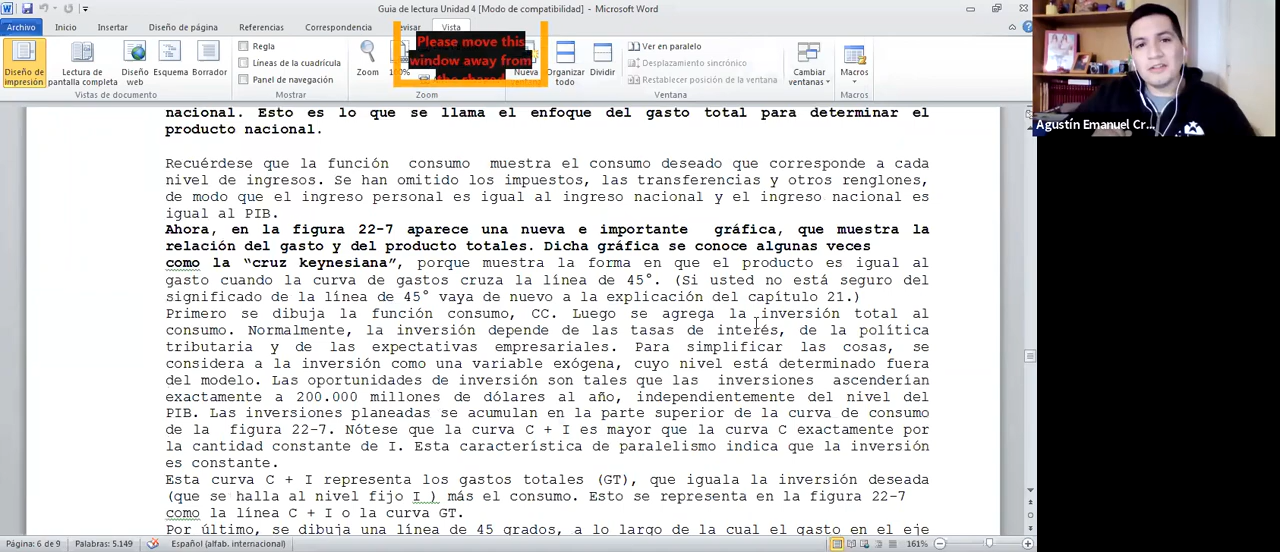 Guia de lectura Unidad 4 [Modo de compatibilidad] - Microsoft Word
Archivo Inicio Insertar Diseño de página Referencias Correspondencia Vista
Diseño de impresión
Lectura de pantalla completa
Diseño web
Esquema
Borrador
Vistas de documento
Regla
Líneas de la cuadrícula
Panel de navegación
Mostrar
Zoom
100%
Zoom
Please move this
window away from
the shared
Nueva
Organizar todo
Dividir
Ver en paralelo
Desplazamiento sincrónico
Restablecer posición de la ventana
Ventana
Cambiar ventanas
Macros
Macros
Agustín Emanuel Cr...
nacional. Esto es lo que se llama el enfoque del gasto total para determinar el
producto nacional.
Recuérdese que la función consumo muestra el consumo deseado que corresponde a cada
nivel de ingresos. Se han omitido los impuestos, las transferencias y otros renglones,
de modo que el ingreso personal es igual al ingreso nacional y el ingreso nacional es
igual al PIB.
Ahora, en la figura 22-7 aparece una nueva e importante gráfica, que muestra la
relación del gasto y del producto totales. Dicha gráfica se conoce algunas veces
como la “cruz keynesiana”, porque muestra la forma en que el producto es igual al
gasto cuando la curva de gastos cruza la línea de 45°. (Si usted no está seguro del
significado de la línea de 45° vaya de nuevo a la explicación del capítulo 21.)
Primero se dibuja la función consumo, CC. Luego se agrega la inversión total al
consumo. Normalmente, la inversión depende de las tasas de interés, de la política
tributaria y de las expectativas empresariales. Para simplificar las cosas, se
considera a la inversión como una variable exógena, cuyo nivel está determinado fuera
del modelo. Las oportunidades de inversión son tales que las inversiones ascenderían
exactamente a 200.000 millones de dólares al año, independientemente del nivel del
PIB. Las inversiones planeadas se acumulan en la parte superior de la curva de consumo
de la figura 22-7. Nótese que la curva C + I es mayor que la curva C exactamente por
la cantidad constante de I. Esta característica de paralelismo indica que la inversión
es constante.
Esta curva C + I representa los gastos totales (GT), que iguala la inversión deseada
(que se halla al nivel fijo I ) más el consumo. Esto se representa en la figura 22-7
como la línea C + I o la curva GT.
Por último, se dibuja una línea de 45 grados, a lo largo de la cual el gasto en el eje
Página: 6 de 9 Palabras: 5.149 Español (alfab. internacional) 161%